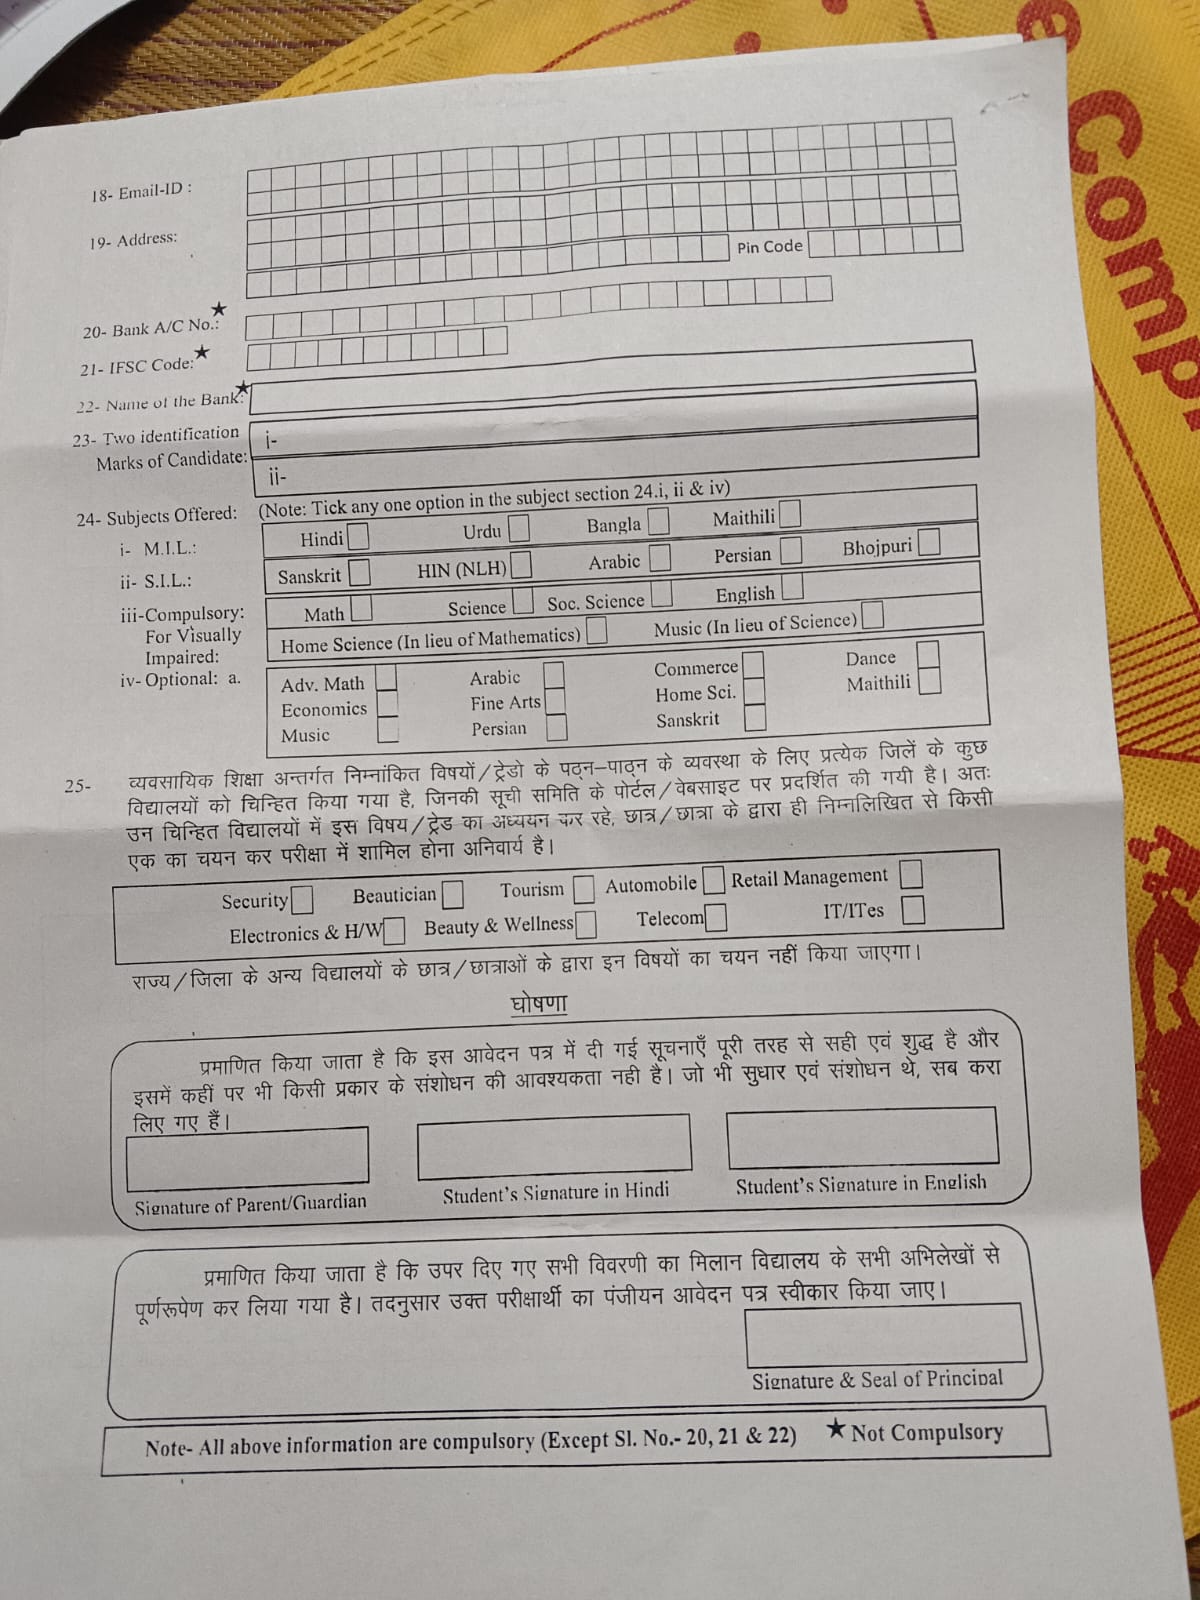 18- Email-ID :
19- Address:
Pin Code
20- Bank A/C No.:★
21- IFSC Code:★
22- Name of the Bank:★
23- Two identification
Marks of Candidate:
i-
ii-
24- Subjects Offered: (Note: Tick any one option in the subject section 24.i, ii & iv)
i- M.I.L.: Hindi Urdu Bangla Maithili
ii- S.I.L.: Sanskrit HIN (NLH) Arabic Persian Bhojpuri
iii-Compulsory: Math Science Soc. Science English
For Visually
Impaired: Home Science (In lieu of Mathematics) Music (In lieu of Science)
iv- Optional: a. Adv. Math Arabic Commerce Dance
Economics Fine Arts Home Sci. Maithili
Music Persian Sanskrit
25- व्यवसायिक शिक्षा अन्तर्गत निम्नांकित विषयों/ट्रेडो के पठ्न–पाठ्न के व्यवस्था के लिए प्रत्येक जिलें के कुछ
विद्यालयों को चिन्हित किया गया है, जिनकी सूची समिति के पोर्टल/वेबसाइट पर प्रदर्शित की गयी है। अतः
उन चिन्हित विद्यालयों में इस विषय/ट्रेड का अध्ययन कर रहे, छात्र/छात्रा के द्वारा ही निम्नलिखित से किसी
एक का चयन कर परीक्षा में शामिल होना अनिवार्य है।
Security Beautician Tourism Automobile Retail Management
Electronics & H/W Beauty & Wellness Telecom IT/ITes
राज्य/जिला के अन्य विद्यालयों के छात्र/छात्राओं के द्वारा इन विषयों का चयन नहीं किया जाएगा।
घोषणा
प्रमाणित किया जाता है कि इस आवेदन पत्र में दी गई सूचनाएँ पूरी तरह से सही एवं शुद्ध है और
इसमें कहीं पर भी किसी प्रकार के संशोधन की आवश्यकता नही है। जो भी सुधार एवं संशोधन थे, सब करा
लिए गए हैं।
Signature of Parent/Guardian Student's Signature in Hindi Student's Signature in English
प्रमाणित किया जाता है कि उपर दिए गए सभी विवरणी का मिलान विद्यालय के सभी अभिलेखों से
पूर्णरूपेण कर लिया गया है। तदनुसार उक्त परीक्षार्थी का पंजीयन आवेदन पत्र स्वीकार किया जाए।
Signature & Seal of Principal
Note- All above information are compulsory (Except Sl. No.- 20, 21 & 22) ★ Not Compulsory
e comp